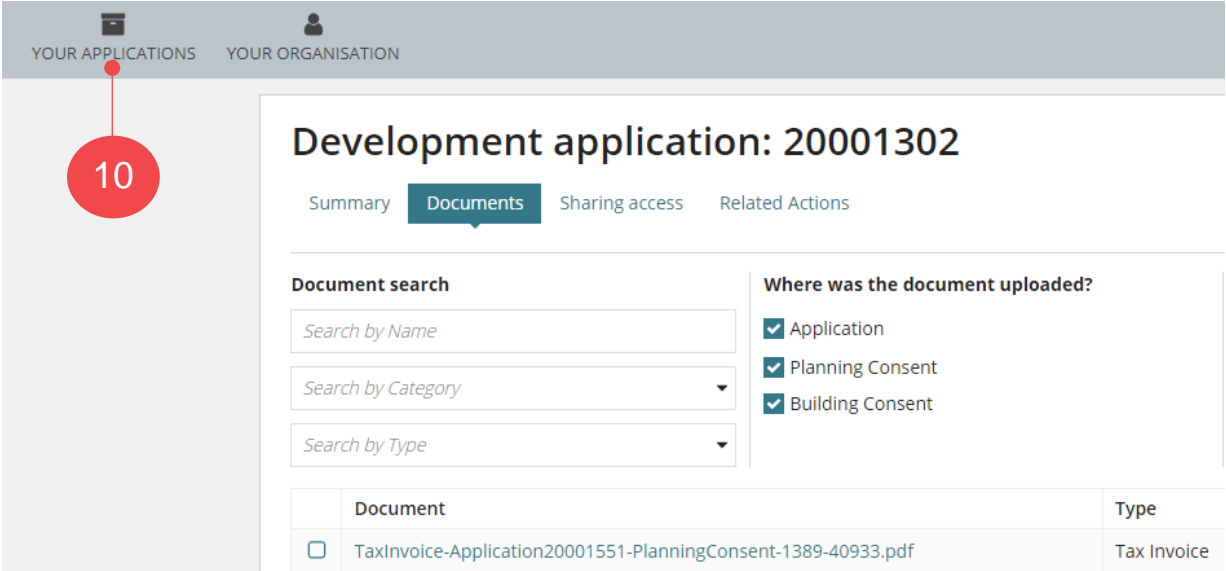 YOUR APPLICATIONS YOUR ORGANISATION
10
Development application: 20001302
Summary Documents Sharing access Related Actions
Document search
Search by Name
Search by Category
Search by Type
Where was the document uploaded?
Application
Planning Consent
Building Consent
Document Type
TaxInvoice-Application20001551-PlanningConsent-1389-40933.pdf Tax Invoice